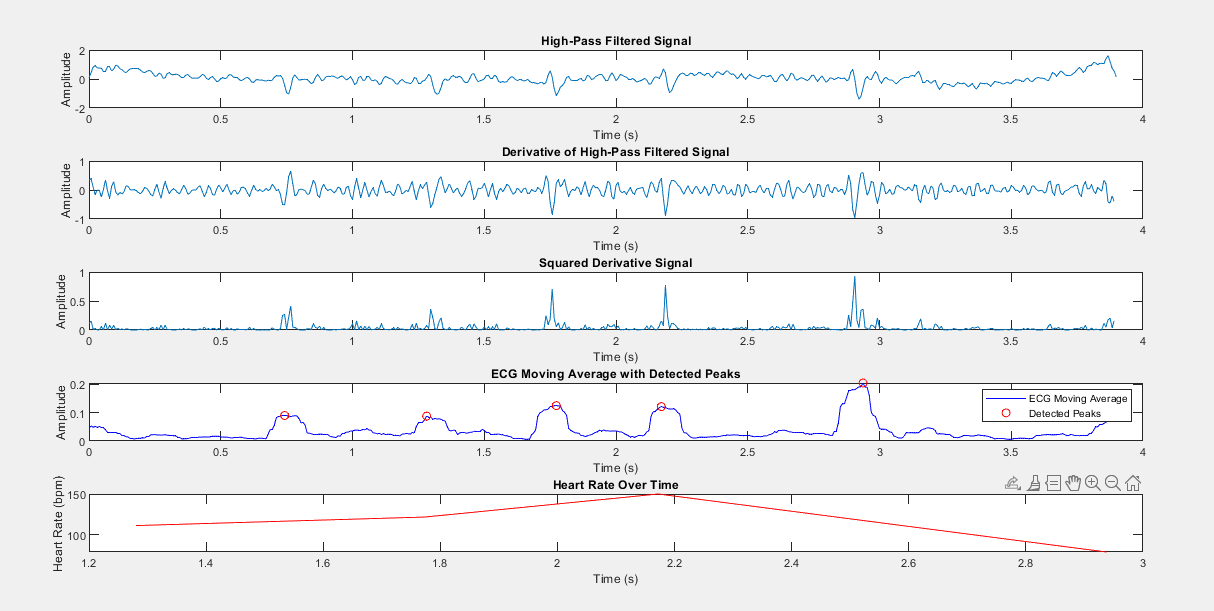 High-Pass Filtered Signal
2
0
-2
Amplitude
0 0.5 1 1.5 2 2.5 3 3.5 4
Time (s)
Derivative of High-Pass Filtered Signal
1
0
-1
Amplitude
0 0.5 1 1.5 2 2.5 3 3.5 4
Time (s)
Squared Derivative Signal
1
0.5
0
Amplitude
0 0.5 1 1.5 2 2.5 3 3.5 4
Time (s)
ECG Moving Average with Detected Peaks
0.2
0.1
0
Amplitude
ECG Moving Average
Detected Peaks
0 0.5 1 1.5 2 2.5 3 3.5 4
Time (s)
Heart Rate Over Time
150
100
Heart Rate (bpm)
1.2 1.4 1.6 1.8 2 2.2 2.4 2.6 2.8 3
Time (s)